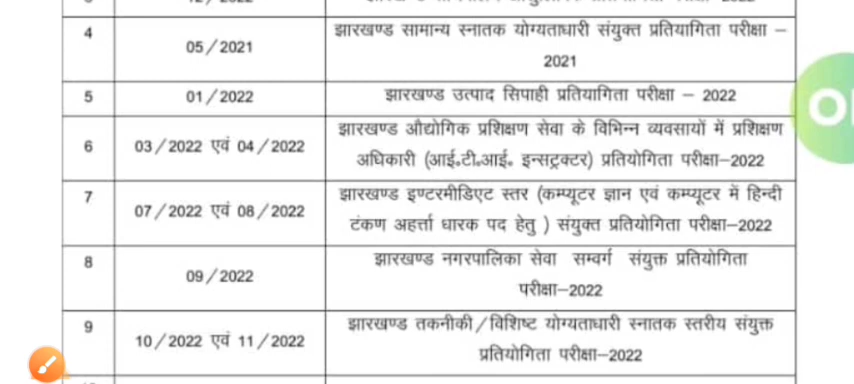 4
05/2021
झारखण्ड सामान्य स्नातक योग्यताधारी संयुक्त प्रतियागिता परीक्षा –
2021
5
01/2022
झारखण्ड उत्पाद सिपाही प्रतियागिता परीक्षा – 2022
6
03/2022 एवं 04/2022
झारखण्ड औद्योगिक प्रशिक्षण सेवा के विभिन्न व्यवसायों में प्रशिक्षण
अधिकारी (आई॰टी॰आई॰ इन्सट्रक्टर) प्रतियोगिता परीक्षा–2022
7
07/2022 एवं 08/2022
झारखण्ड इण्टरमीडिएट स्तर (कम्प्यूटर ज्ञान एवं कम्प्यूटर में हिन्दी
टंकण अहर्त्ता धारक पद हेतु ) संयुक्त प्रतियोगिता परीक्षा–2022
8
09/2022
झारखण्ड नगरपालिका सेवा सम्वर्ग संयुक्त प्रतियोगिता
परीक्षा–2022
9
10/2022 एवं 11/2022
झारखण्ड तकनीकी/विशिष्ट योग्यताधारी स्नातक स्तरीय संयुक्त
प्रतियोगिता परीक्षा–2022